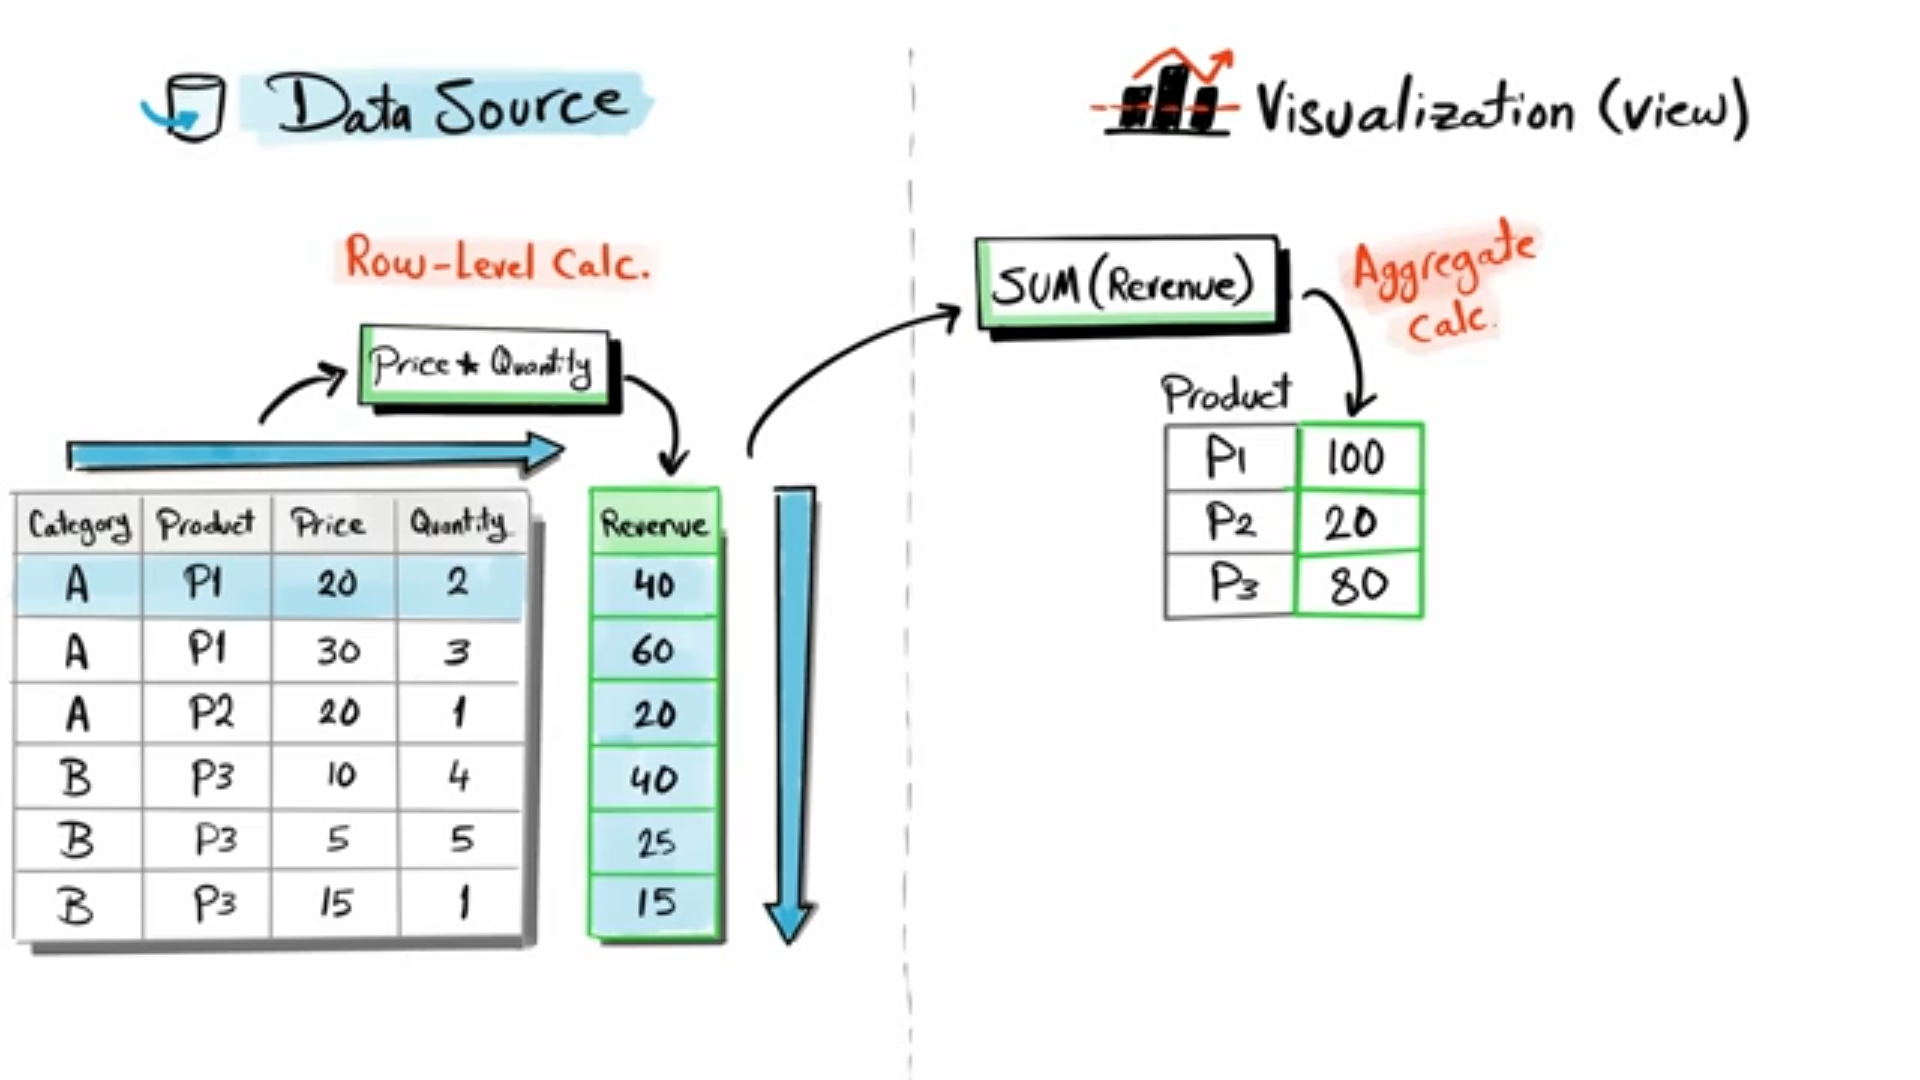 Data Source
Visualization (view)
Row-Level Calc.
Price * Quantity
SUM (Revenue)
Aggregate
Calc.
Category Product Price Quantity Revenue
A P1 20 2 40
A P1 30 3 60
A P2 20 1 20
B P3 10 4 40
B P3 5 5 25
B P3 15 1 15
Product
P1 100
P2 20
P3 80